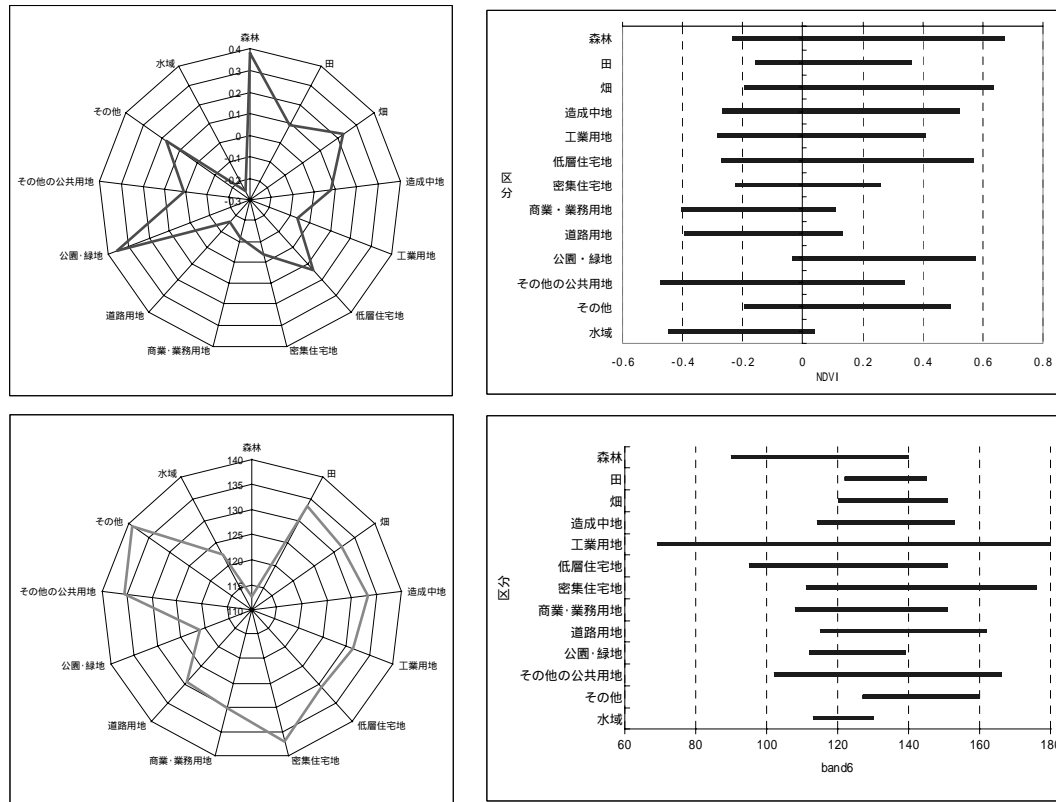 森林
田
畑
造成中地
工業用地
低層住宅地
密集住宅地
商業・業務用地
道路用地
公園・緑地
その他の公共用地
その他
水域
0.4
0.3
0.2
0.1
0
-0.1
-0.2
-0.3
森林
田
畑
造成中地
工業用地
低層住宅地
密集住宅地
商業・業務用地
道路用地
公園・緑地
その他の公共用地
その他
水域
区分
-0.6 -0.4 -0.2 0 0.2 0.4 0.6 0.8
NDVI
森林
田
畑
造成中地
工業用地
低層住宅地
密集住宅地
商業・業務用地
道路用地
公園・緑地
その他の公共用地
その他
水域
140
135
130
125
120
115
110
森林
田
畑
造成中地
工業用地
低層住宅地
密集住宅地
商業・業務用地
道路用地
公園・緑地
その他の公共用地
その他
水域
区分
60 80 100 120 140 160 180
band6